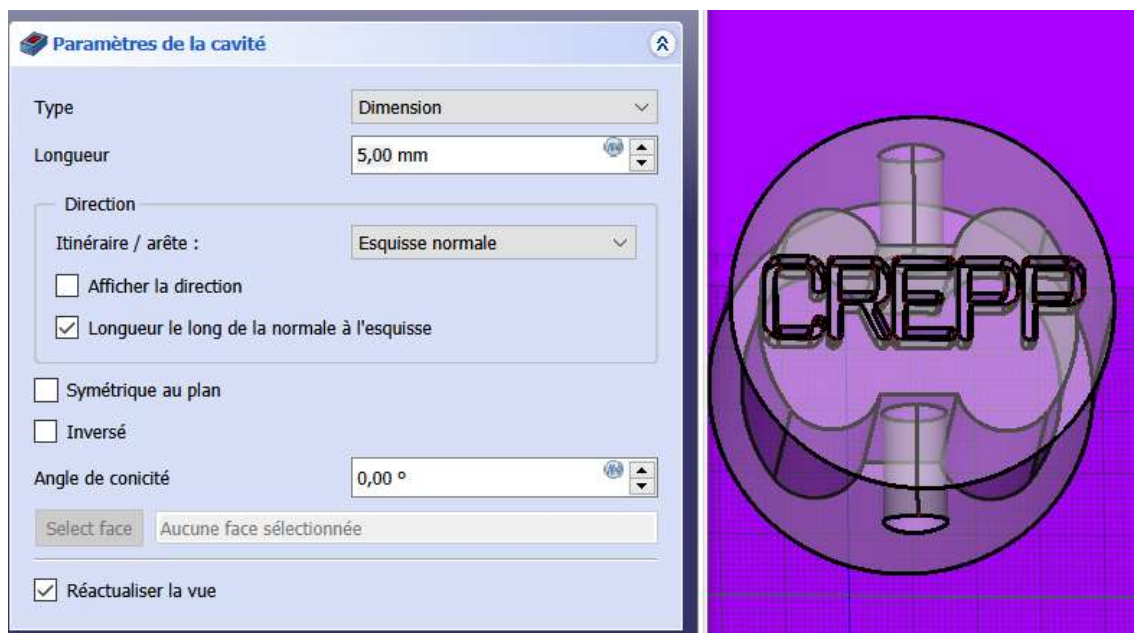 Paramètres de la cavité
Type Dimension
Longueur 5,00 mm
Direction
Itinéraire / arête : Esquisse normale
Afficher la direction
Longueur le long de la normale à l'esquisse
Symétrique au plan
Inversé
Angle de conicité 0,00 °
Select face Aucune face sélectionnée
Réactualiser la vue
CREPP